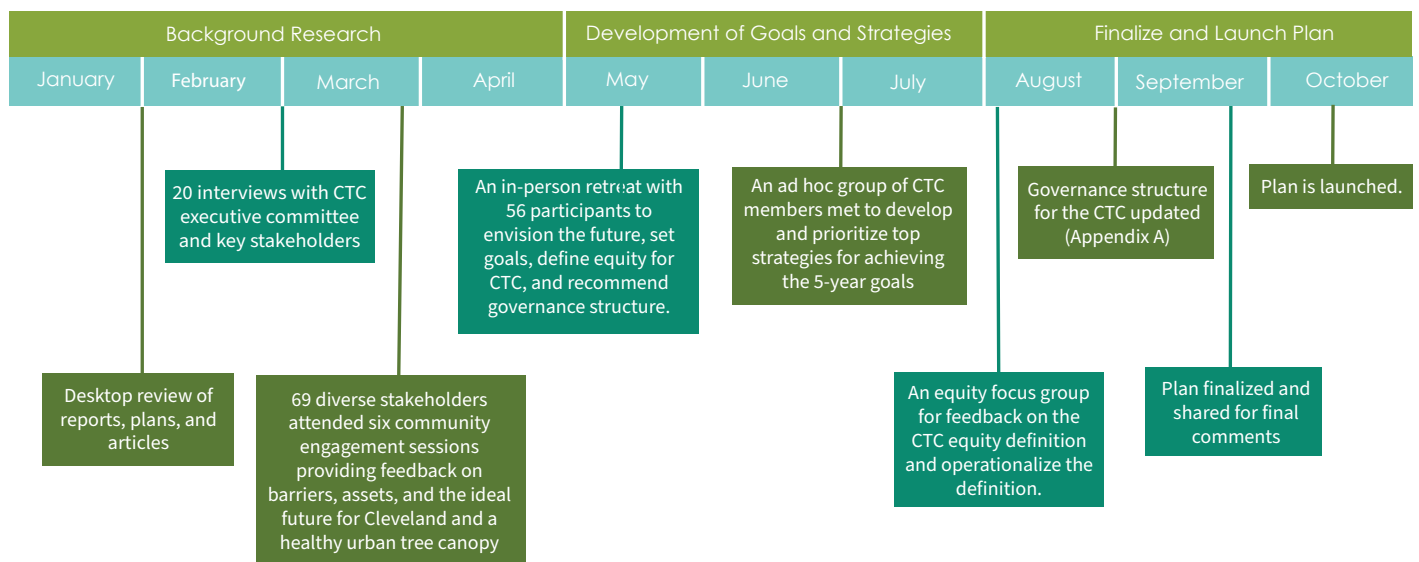 Background Research
Development of Goals and Strategies
Finalize and Launch Plan
January
February
March
April
May
June
July
August
September
October
20 interviews with CTC
executive committee
and key stakeholders
An in-person retreat with
56 participants to
envision the future, set
goals, define equity for
CTC, and recommend
governance structure.
An ad hoc group of CTC
members met to develop
and prioritize top
strategies for achieving
the 5-year goals
Governance structure
for the CTC updated
(Appendix A)
Plan is launched.
Desktop review of
reports, plans, and
articles
69 diverse stakeholders
attended six community
engagement sessions
providing feedback on
barriers, assets, and the ideal
future for Cleveland and a
healthy urban tree canopy
An equity focus group
for feedback on the
CTC equity definition
and operationalize the
definition.
Plan finalized and
shared for final
comments